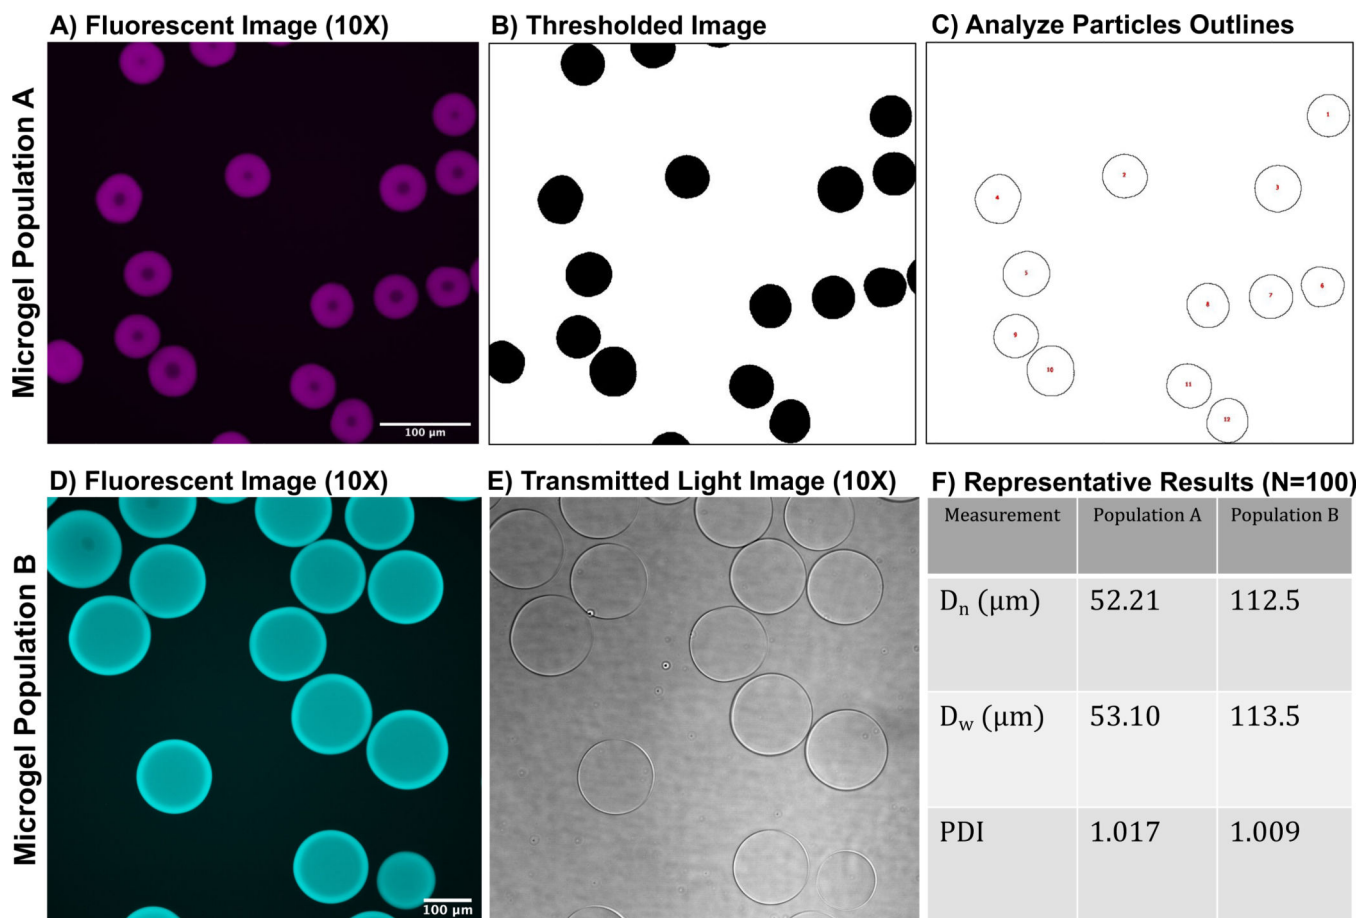 A) Fluorescent Image (10X)
B) Thresholded Image
C) Analyze Particles Outlines
Microgel Population A
100 µm
1
2
3
4
5
6
7
8
9
10
11
12
D) Fluorescent Image (10X)
E) Transmitted Light Image (10X)
F) Representative Results (N=100)
Microgel Population B
100 µm
Measurement Population A Population B
Dn (µm) 52.21 112.5
Dw (µm) 53.10 113.5
PDI 1.017 1.009